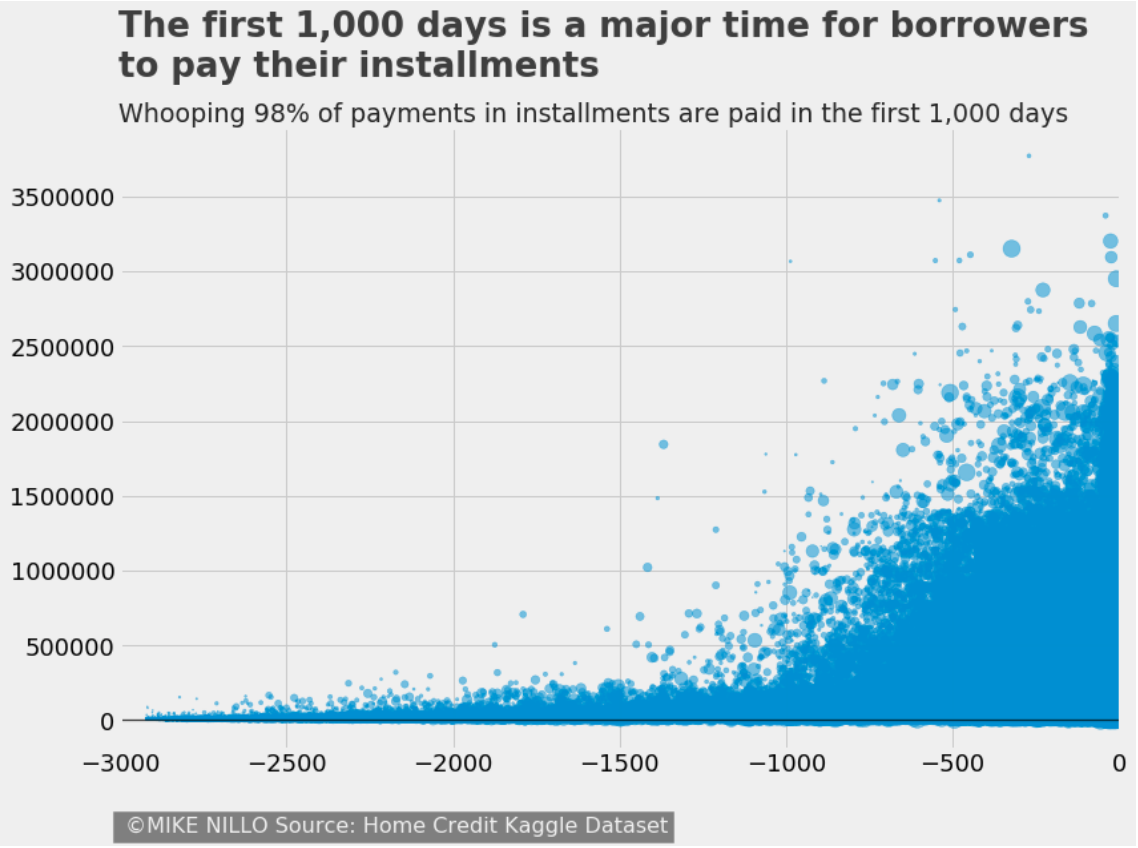 The first 1,000 days is a major time for borrowers
to pay their installments
Whooping 98% of payments in installments are paid in the first 1,000 days
3500000
3000000
2500000
2000000
1500000
1000000
500000
0
−3000 −2500 −2000 −1500 −1000 −500 0
©MIKE NILLO Source: Home Credit Kaggle Dataset